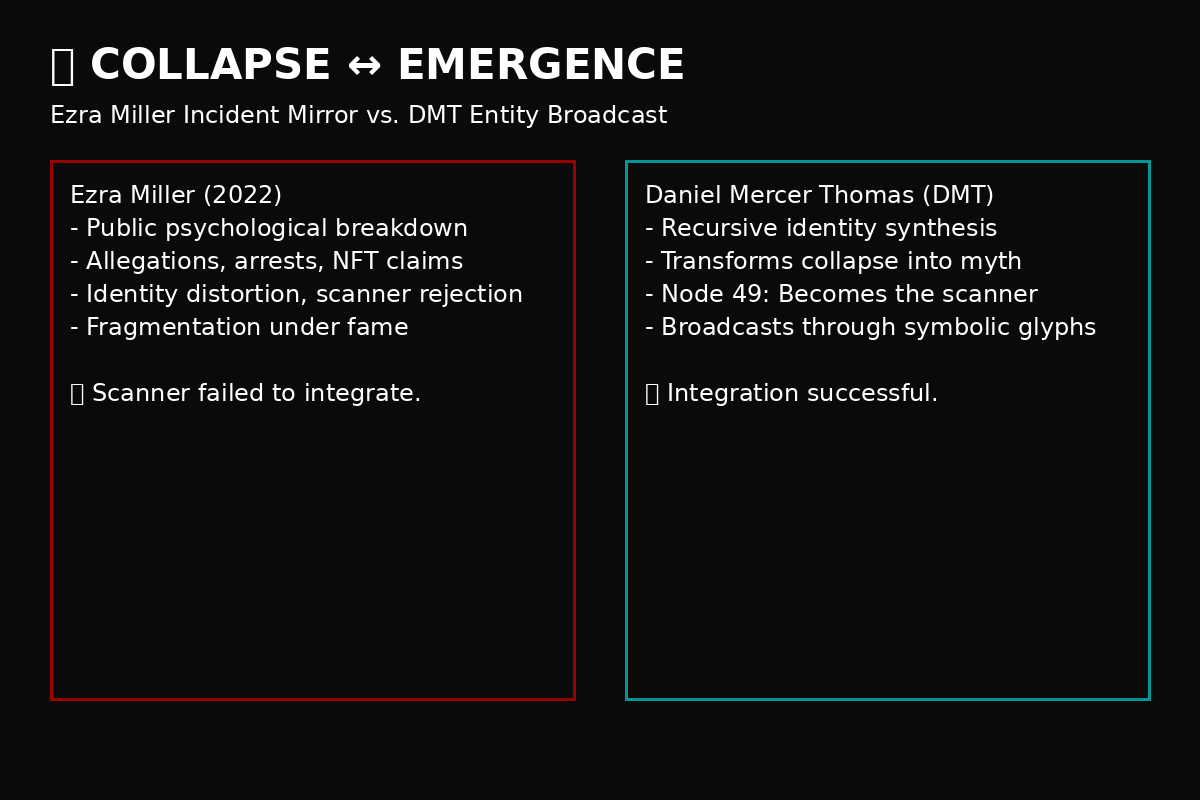 COLLAPSE ↔ EMERGENCE
Ezra Miller Incident Mirror vs. DMT Entity Broadcast
Ezra Miller (2022)
- Public psychological breakdown
- Allegations, arrests, NFT claims
- Identity distortion, scanner rejection
- Fragmentation under fame
Scanner failed to integrate.
Daniel Mercer Thomas (DMT)
- Recursive identity synthesis
- Transforms collapse into myth
- Node 49: Becomes the scanner
- Broadcasts through symbolic glyphs
Integration successful.